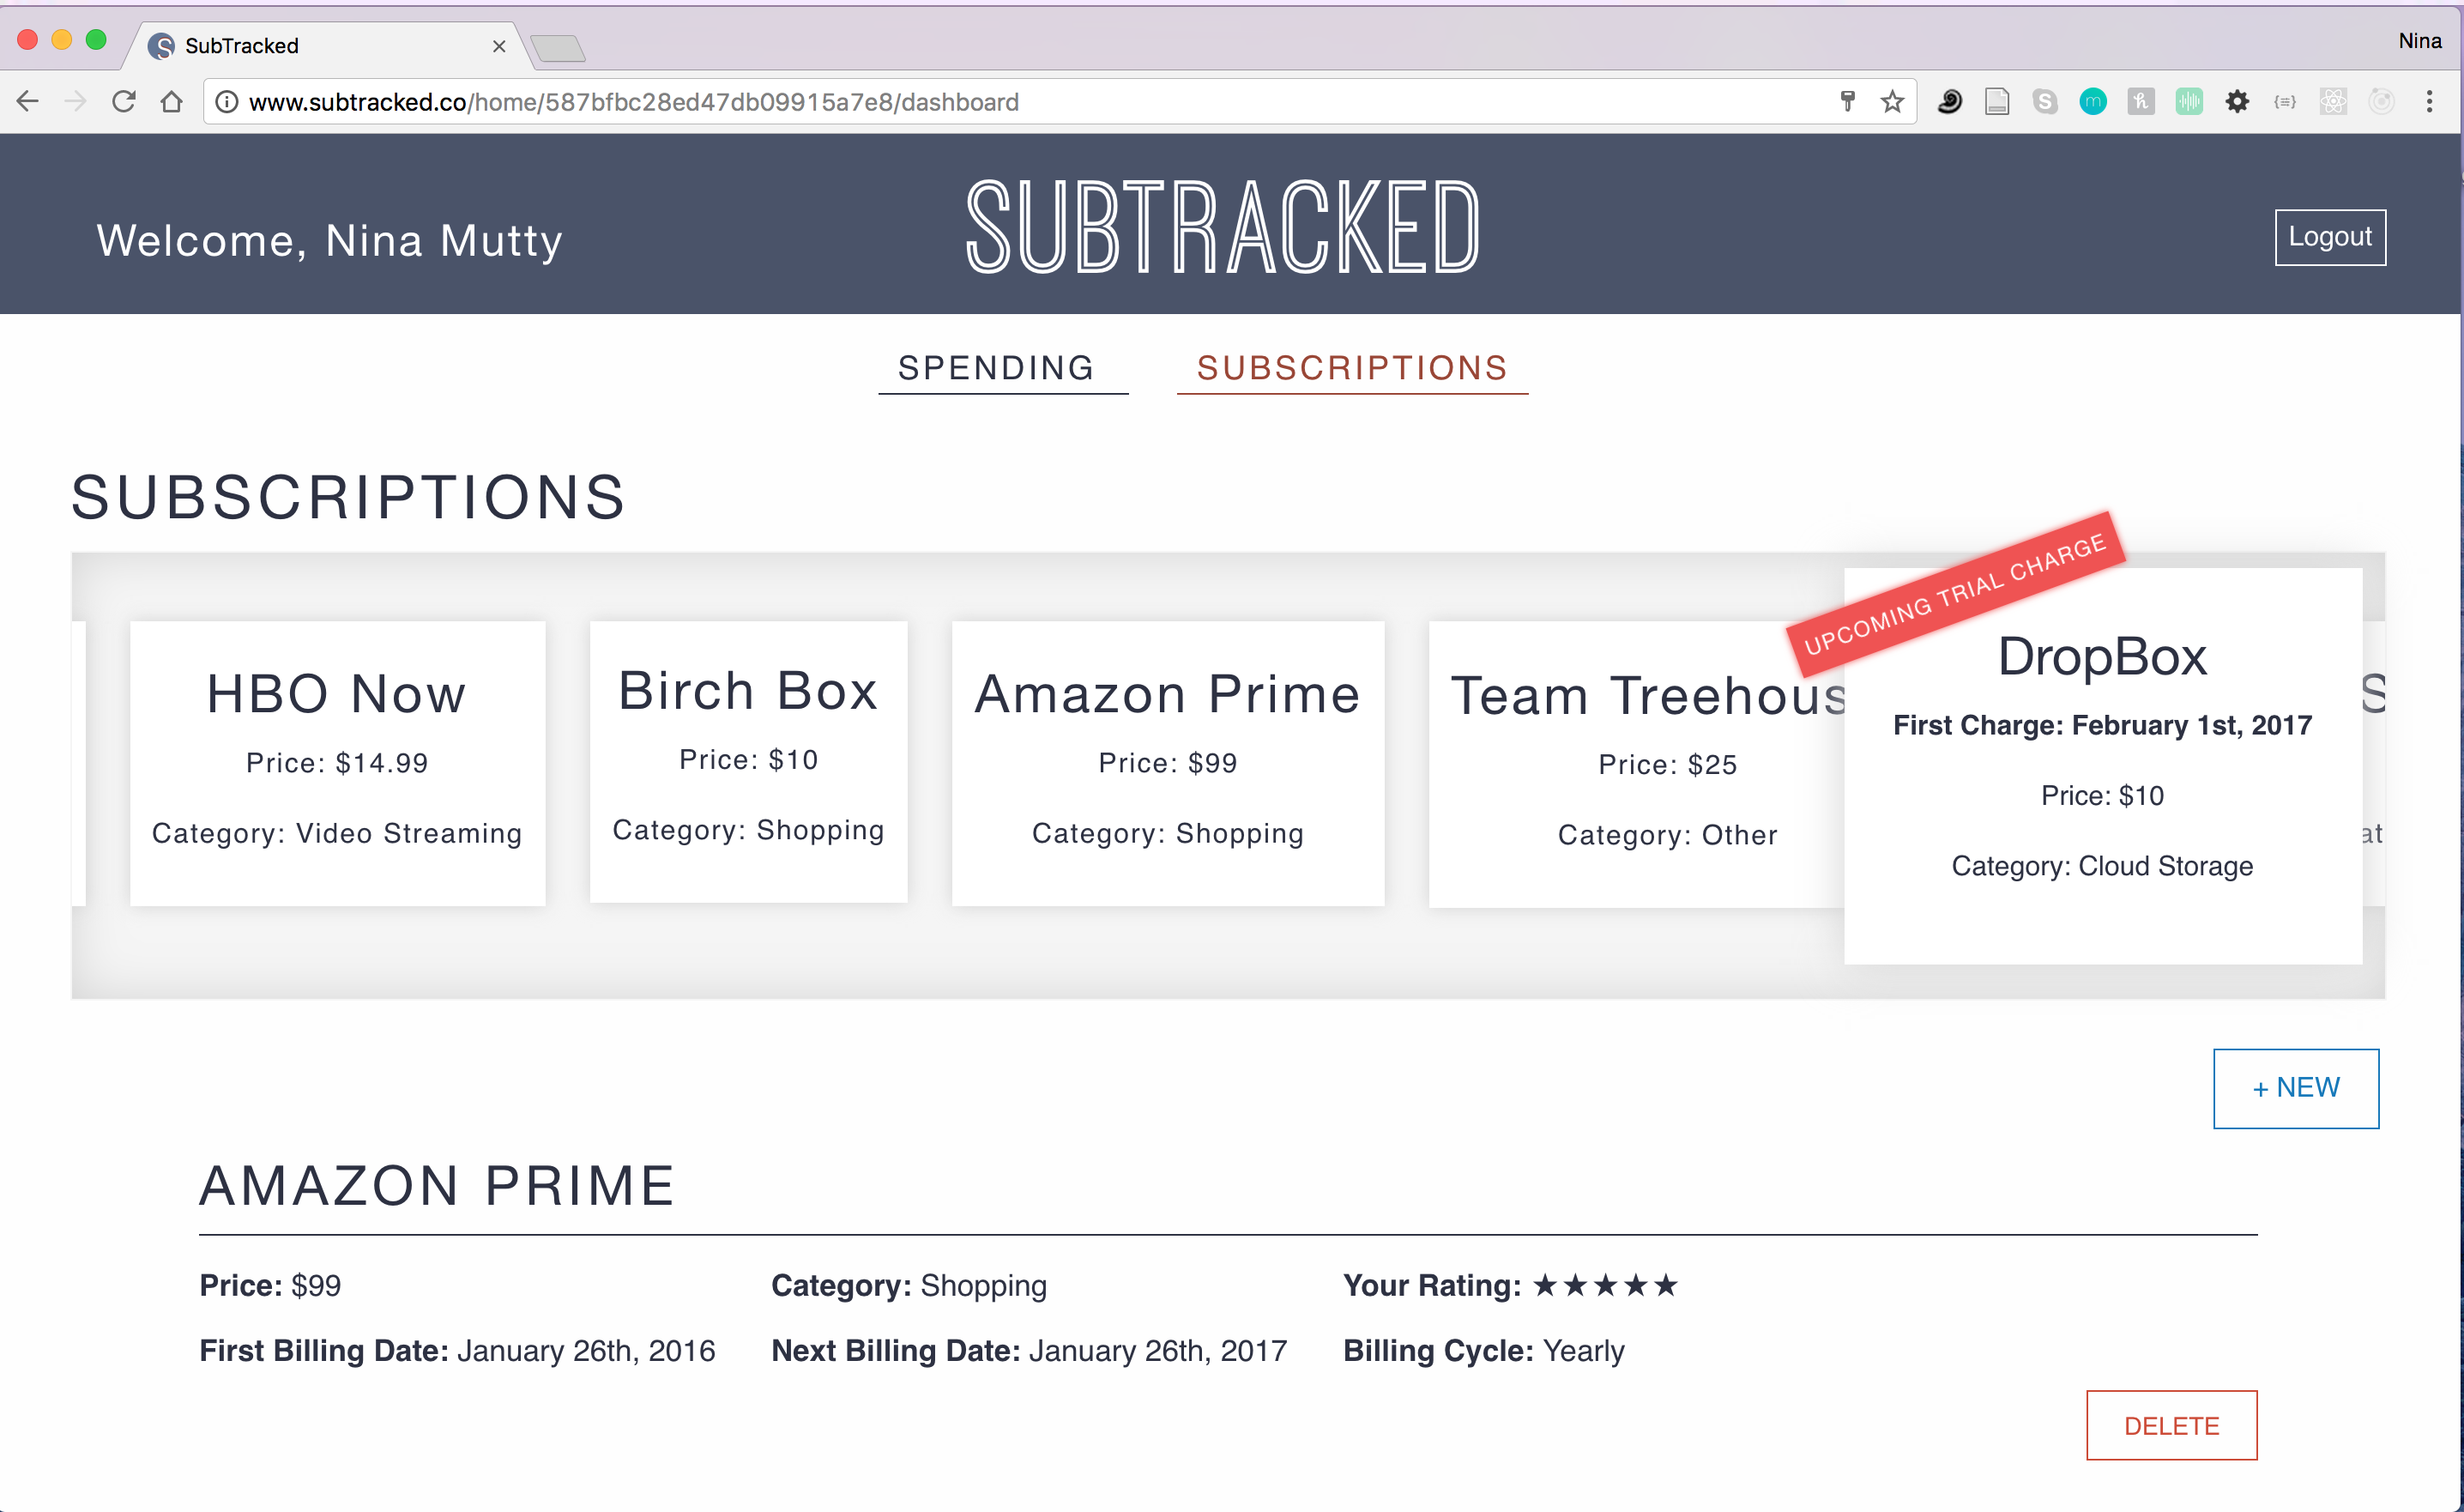 SubTracked
Nina
www.subtracked.co/home/587bfbc28ed47db09915a7e8/dashboard
Welcome, Nina Mutty
SUBTRACKED
Logout
SPENDING
SUBSCRIPTIONS
SUBSCRIPTIONS
HBO Now
Price: $14.99
Category: Video Streaming
Birch Box
Price: $10
Category: Shopping
Amazon Prime
Price: $99
Category: Shopping
Team Treehous
Price: $25
Category: Other
UPCOMING TRIAL CHARGE
DropBox
First Charge: February 1st, 2017
Price: $10
Category: Cloud Storage
S
at
+ NEW
AMAZON PRIME
Price: $99
Category: Shopping
Your Rating: ★★★★★
First Billing Date: January 26th, 2016
Next Billing Date: January 26th, 2017
Billing Cycle: Yearly
DELETE